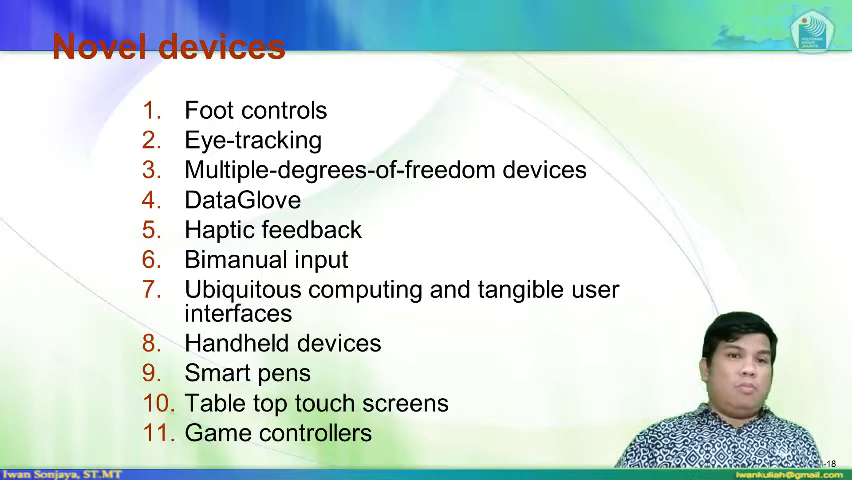 Novel devices
1. Foot controls
2. Eye-tracking
3. Multiple-degrees-of-freedom devices
4. DataGlove
5. Haptic feedback
6. Bimanual input
7. Ubiquitous computing and tangible user
interfaces
8. Handheld devices
9. Smart pens
10. Table top touch screens
11. Game controllers
-18
Iwan Sonjaya, ST.MT
iwankuliah@gmail.com